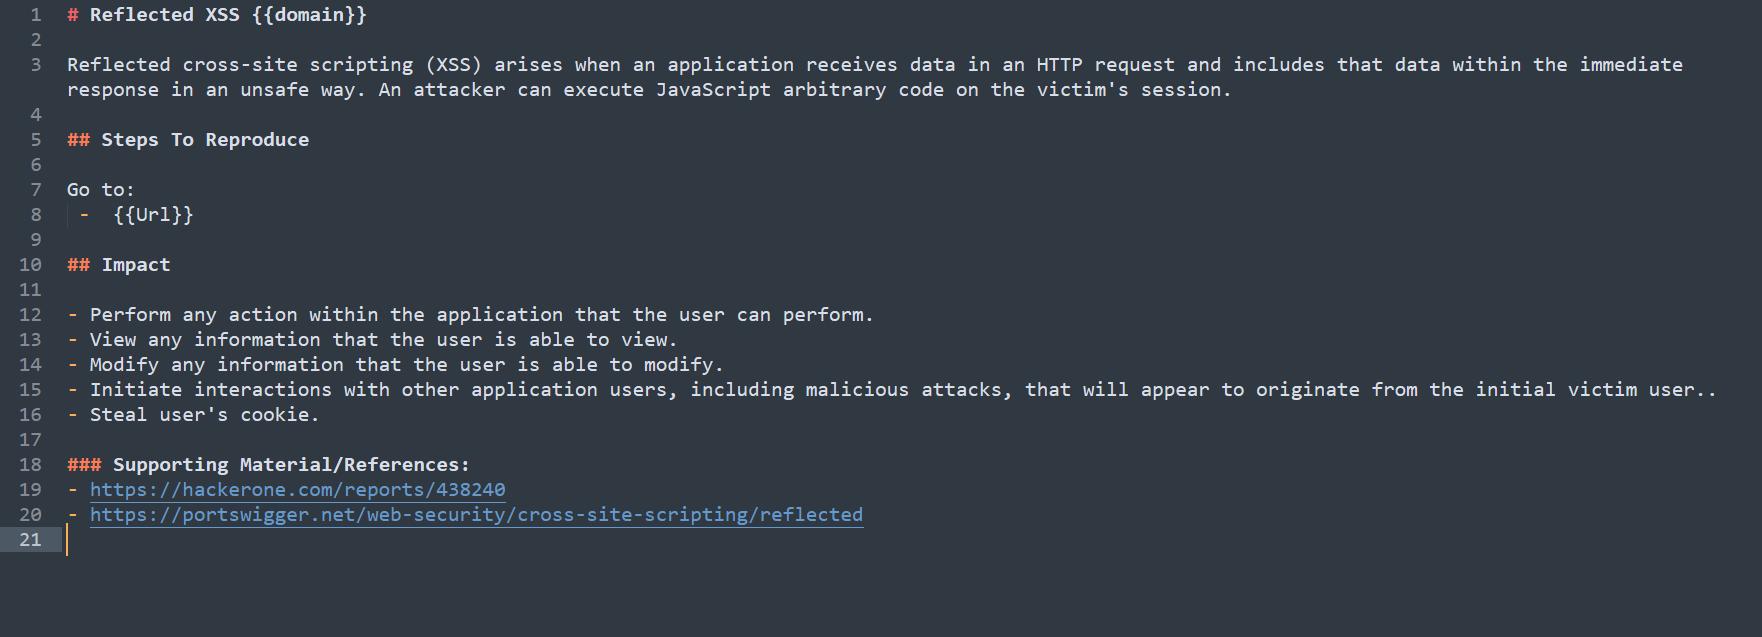 1 # Reflected XSS {{domain}}
2
3 Reflected cross-site scripting (XSS) arises when an application receives data in an HTTP request and includes that data within the immediate
response in an unsafe way. An attacker can execute JavaScript arbitrary code on the victim's session.
4
5 ## Steps To Reproduce
6
7 Go to:
8 - {{Url}}
9
10 ## Impact
11
12 - Perform any action within the application that the user can perform.
13 - View any information that the user is able to view.
14 - Modify any information that the user is able to modify.
15 - Initiate interactions with other application users, including malicious attacks, that will appear to originate from the initial victim user..
16 - Steal user's cookie.
17
18 ### Supporting Material/References:
19 - https://hackerone.com/reports/438240
20 - https://portswigger.net/web-security/cross-site-scripting/reflected
21